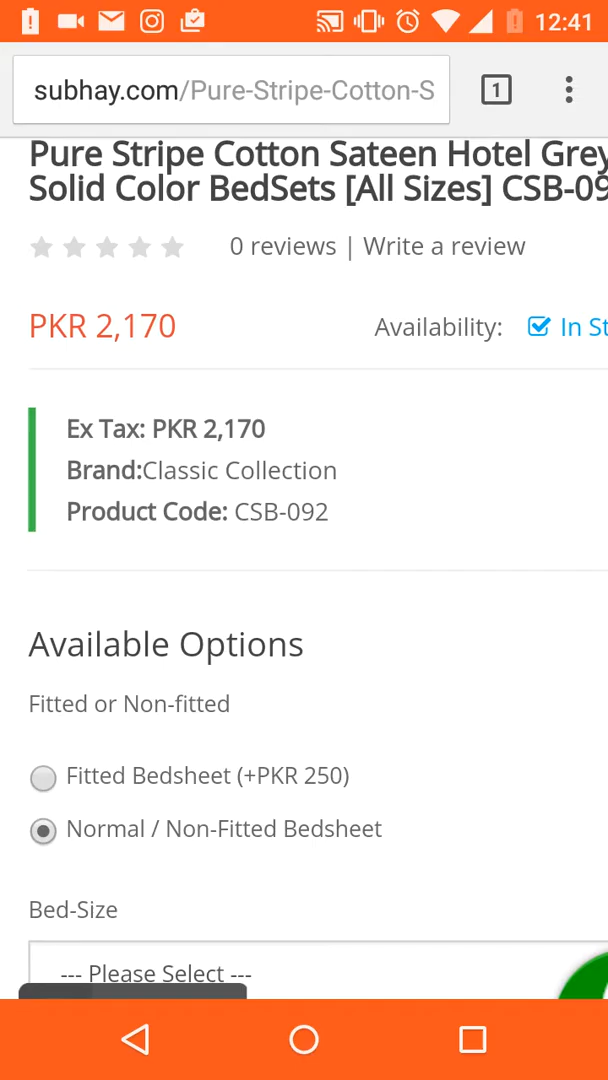 12:41
subhay.com/Pure-Stripe-Cotton-S
1
Pure Stripe Cotton Sateen Hotel Grey
Solid Color BedSets [All Sizes] CSB-09
0 reviews | Write a review
PKR 2,170
Availability: In St
Ex Tax: PKR 2,170
Brand:Classic Collection
Product Code: CSB-092
Available Options
Fitted or Non-fitted
Fitted Bedsheet (+PKR 250)
Normal / Non-Fitted Bedsheet
Bed-Size
--- Please Select ---